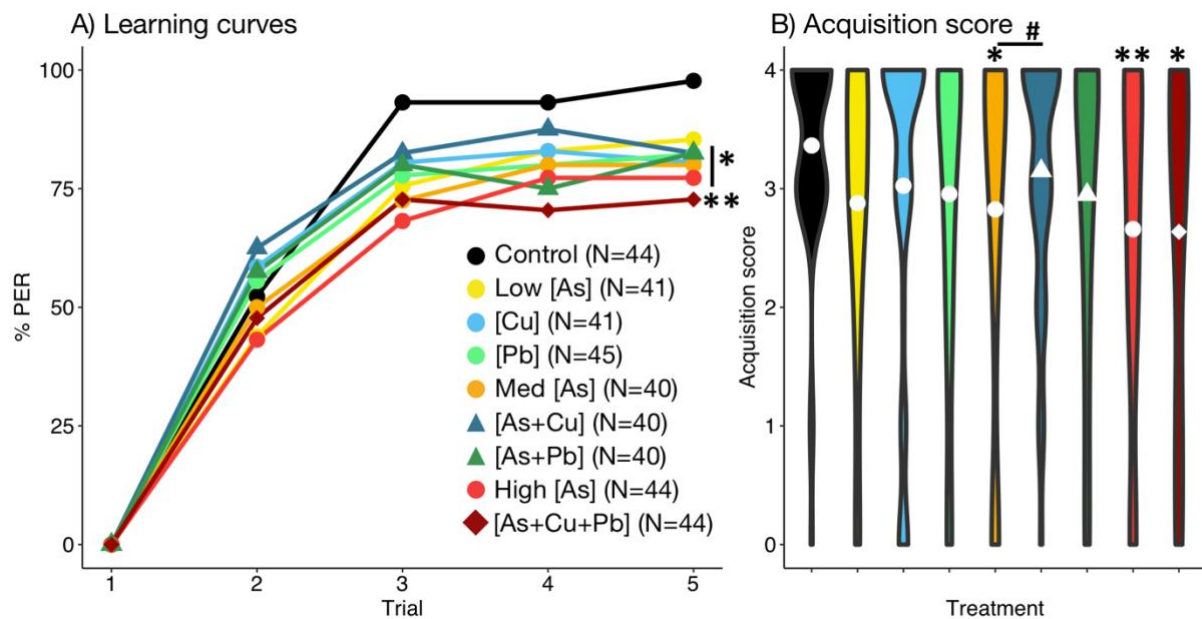 A) Learning curves
100
75
50
25
0
% PER
1 2 3 4 5
Trial
*
**
Control (N=44)
Low [As] (N=41)
[Cu] (N=41)
[Pb] (N=45)
Med [As] (N=40)
[As+Cu] (N=40)
[As+Pb] (N=40)
High [As] (N=44)
[As+Cu+Pb] (N=44)
B) Acquisition score
* # ** *
4
3
2
1
0
Acquisition score
Treatment